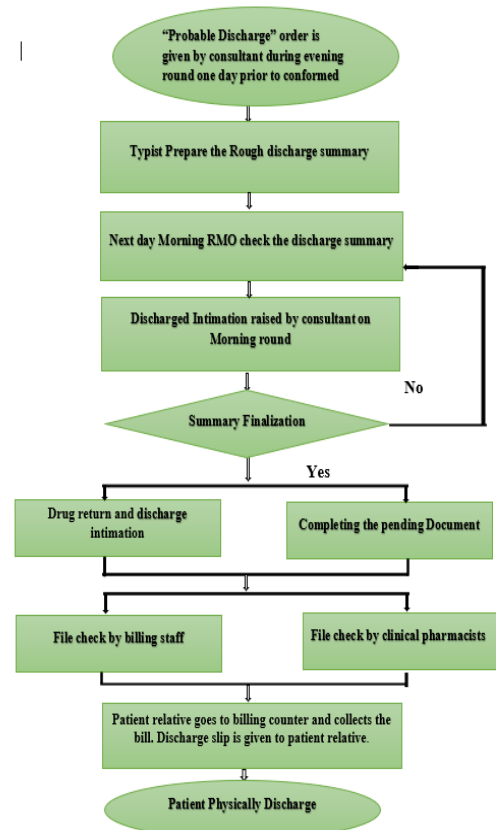 “Probable Discharge” order is
given by consultant during evening
round one day prior to conformed
Typist Prepare the Rough discharge summary
Next day Morning RMO check the discharge summary
Discharged Intimation raised by consultant on
Morning round
No
Summary Finalization
Yes
Drug return and discharge
intimation
Completing the pending Document
File check by billing staff
File check by clinical pharmacists
Patient relative goes to billing counter and collects the
bill. Discharge slip is given to patient relative.
Patient Physically Discharge